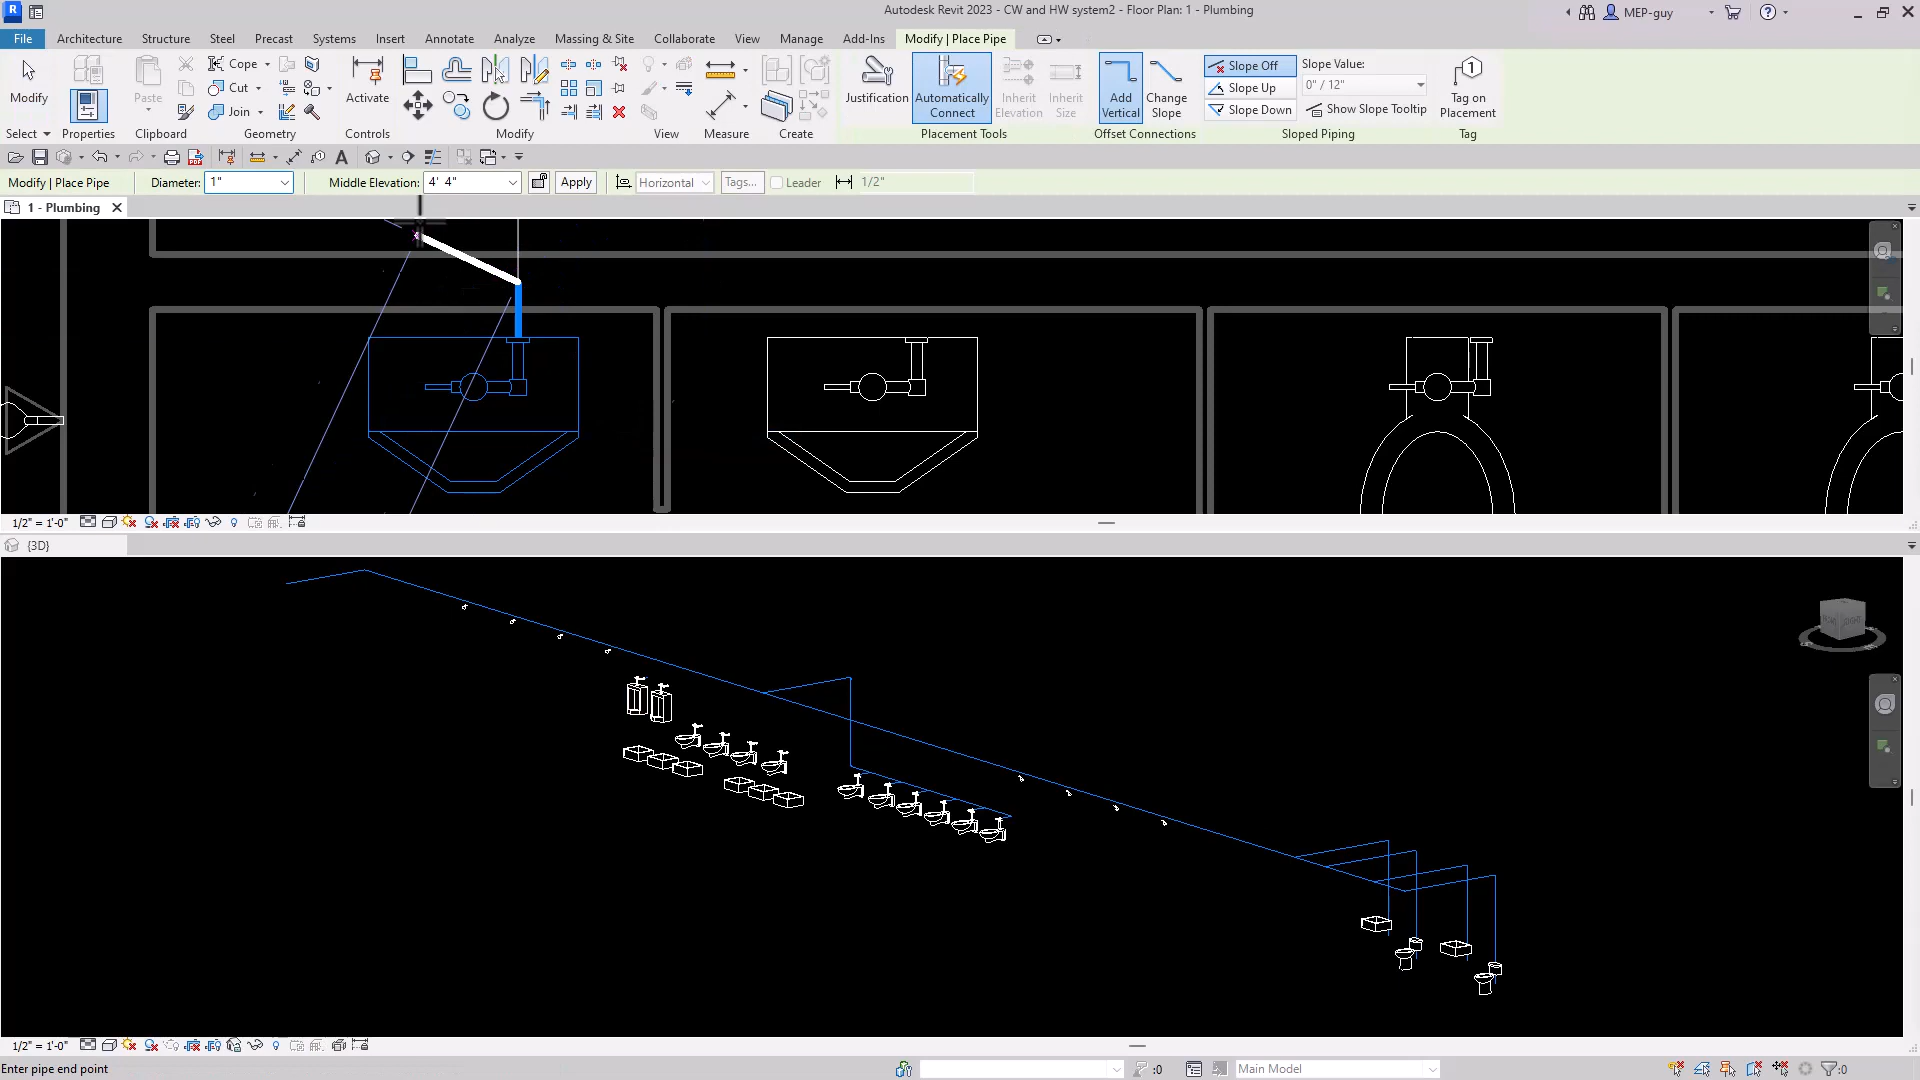 R
Autodesk Revit 2023 - CW and HW system2 - Floor Plan: 1 - Plumbing
MEP-guy
File Architecture Structure Steel Precast Systems Insert Annotate Analyze Massing & Site Collaborate View Manage Add-Ins Modify | Place Pipe
Cope
Cut
Join
Modify
Paste
Activate
Justification
Automatically Connect
Inherit Elevation
Inherit Size
Add Vertical
Change Slope
Slope Off
Slope Up
Slope Down
Slope Value:
0" / 12"
Show Slope Tooltip
Tag on Placement
Select Properties Clipboard Geometry Controls Modify View Measure Create Placement Tools Offset Connections Sloped Piping Tag
Modify | Place Pipe Diameter: 1" Middle Elevation: 4' 4" Apply Horizontal Tags... Leader 1/2"
1 - Plumbing
1/2" = 1'-0"
{3D}
1/2" = 1'-0"
Enter pipe end point
:0
Main Model
:0